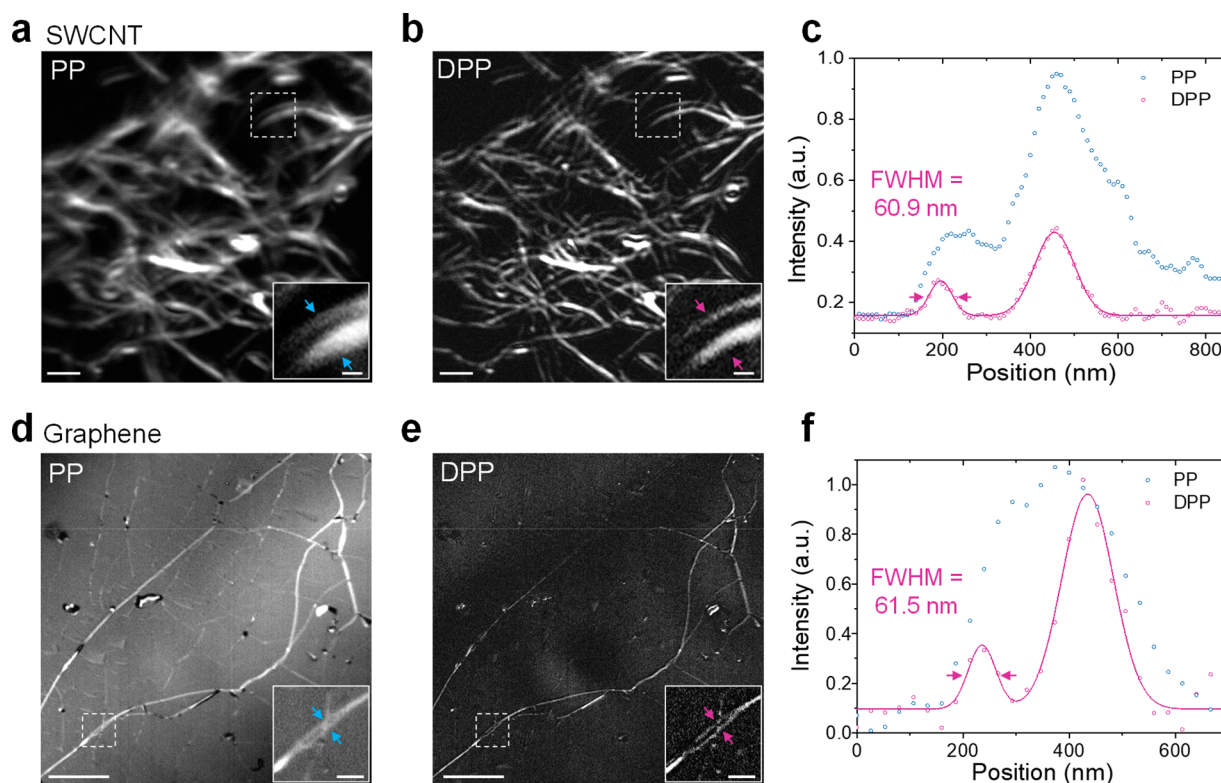 a SWCNT
PP
b
DPP
c
PP
DPP
FWHM =
60.9 nm
Intensity (a.u.)
1.0
0.8
0.6
0.4
0.2
0 200 400 600 800
Position (nm)
d Graphene
PP
e
DPP
f
PP
DPP
FWHM =
61.5 nm
Intensity (a.u.)
1.0
0.8
0.6
0.4
0.2
0.0
0 200 400 600
Position (nm)